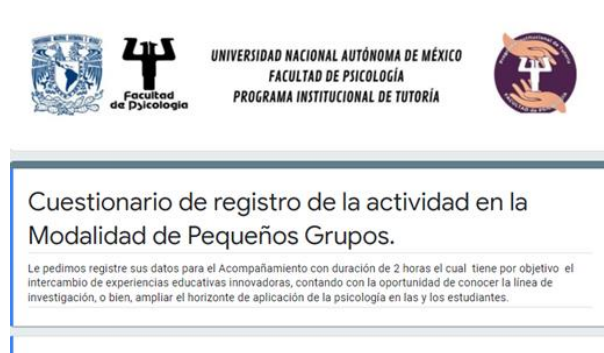 Facultad
de Psicología
UNIVERSIDAD NACIONAL AUTÓNOMA DE MÉXICO
FACULTAD DE PSICOLOGÍA
PROGRAMA INSTITUCIONAL DE TUTORÍA
Cuestionario de registro de la actividad en la
Modalidad de Pequeños Grupos.
Le pedimos registre sus datos para el Acompañamiento con duración de 2 horas el cual tiene por objetivo el
intercambio de experiencias educativas innovadoras, contando con la oportunidad de conocer la línea de
investigación, o bien, ampliar el horizonte de aplicación de la psicología en las y los estudiantes.